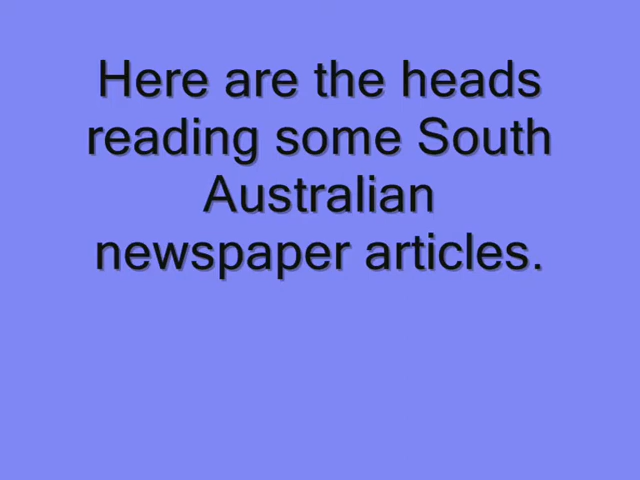 Here are the heads
reading some South
Australian
newspaper articles.